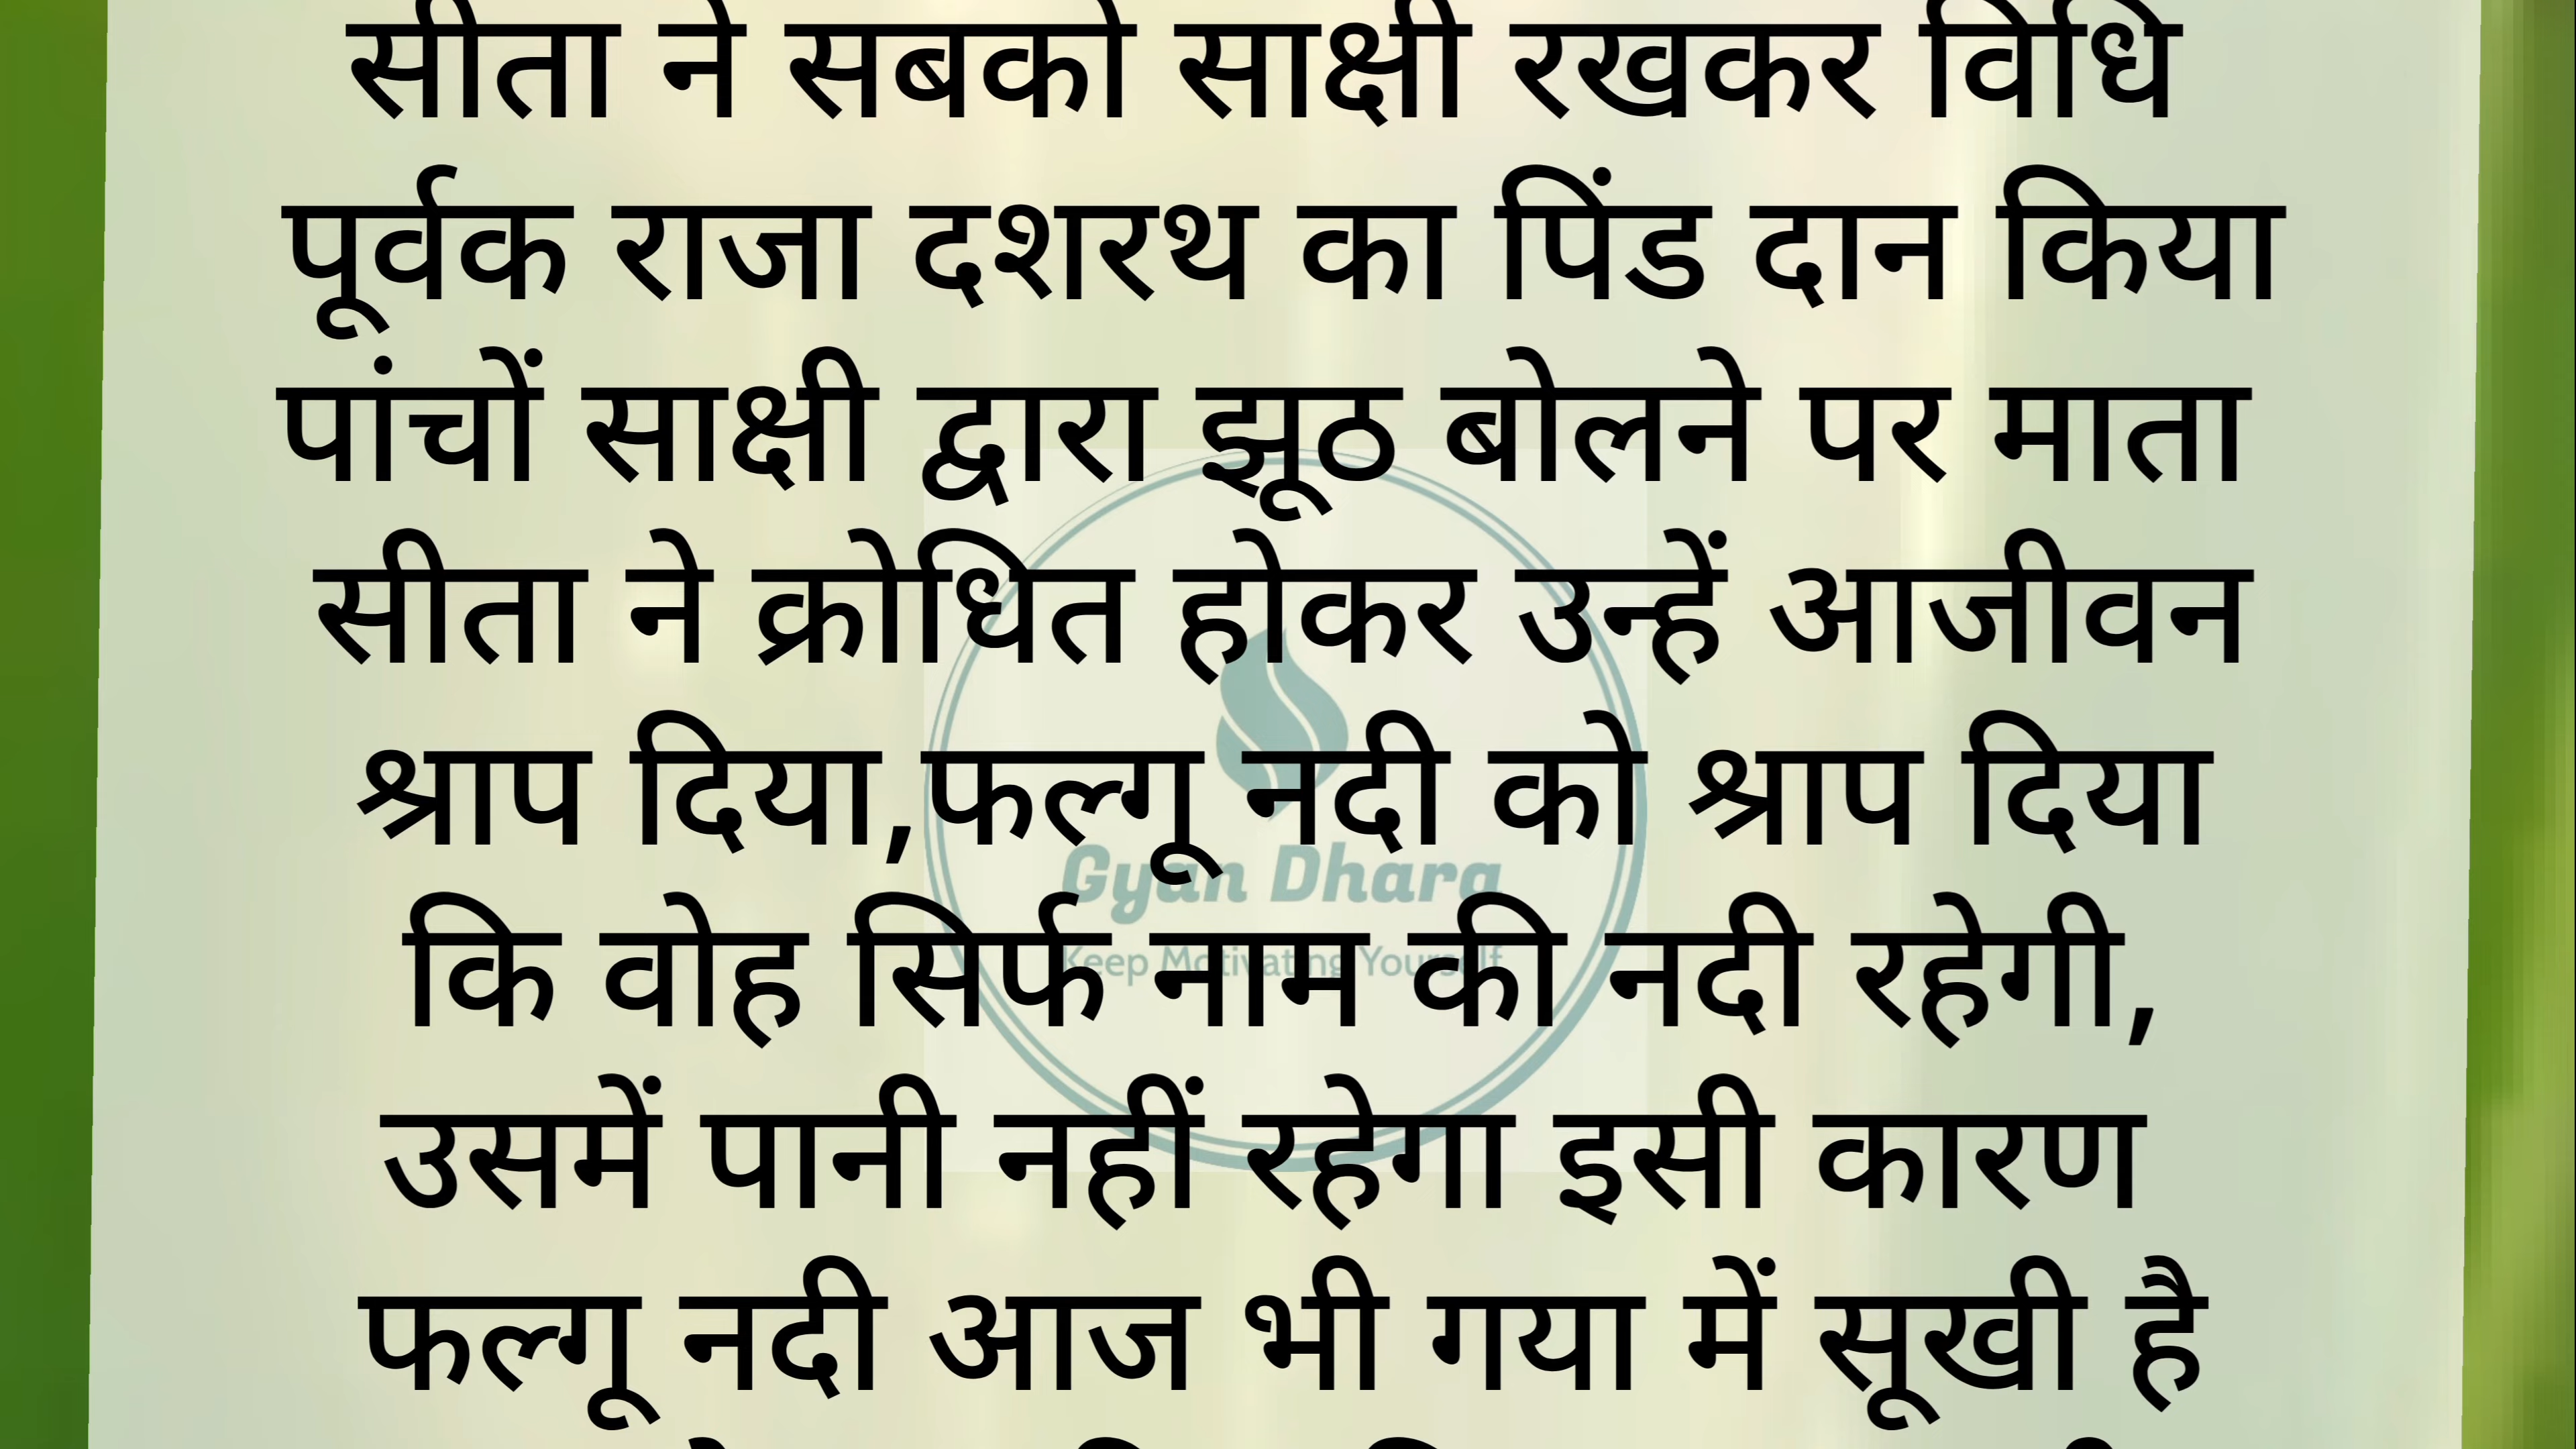 सीता ने सबको साक्षी रखकर विधि
पूर्वक राजा दशरथ का पिंड दान किया
पांचों साक्षी द्वारा झूठ बोलने पर माता
सीता ने क्रोधित होकर उन्हें आजीवन
श्राप दिया,फल्गू नदी को श्राप दिया
कि वोह सिर्फ नाम की नदी रहेगी,
उसमें पानी नहीं रहेगा इसी कारण
फल्गू नदी आज भी गया में सूखी है
Gyan Dhara
Keep Motivating Yourself